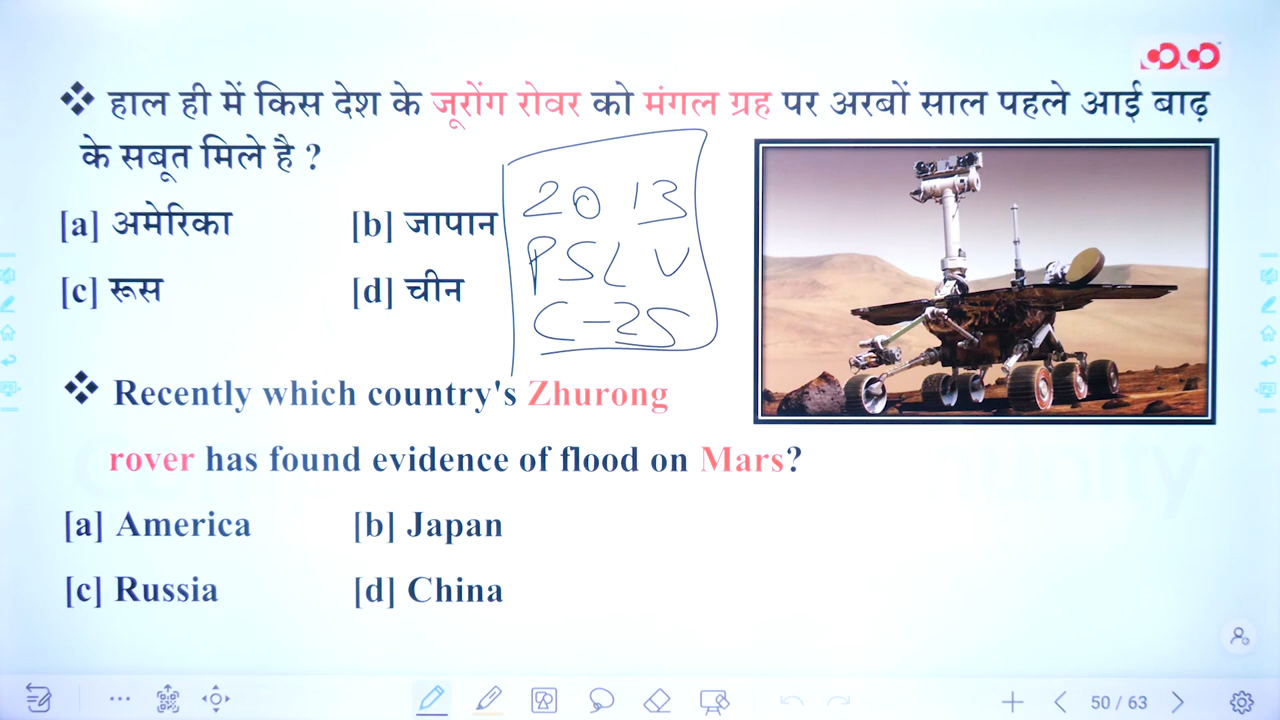 ❖ हाल ही में किस देश के जूरोंग रोवर को मंगल ग्रह पर अरबों साल पहले आई बाढ़
के सबूत मिले है ?
[a] अमेरिका [b] जापान
[c] रूस [d] चीन
2013
PSLV
C-25
❖ Recently which country's Zhurong
rover has found evidence of flood on Mars?
[a] America [b] Japan
[c] Russia [d] China
50 / 63